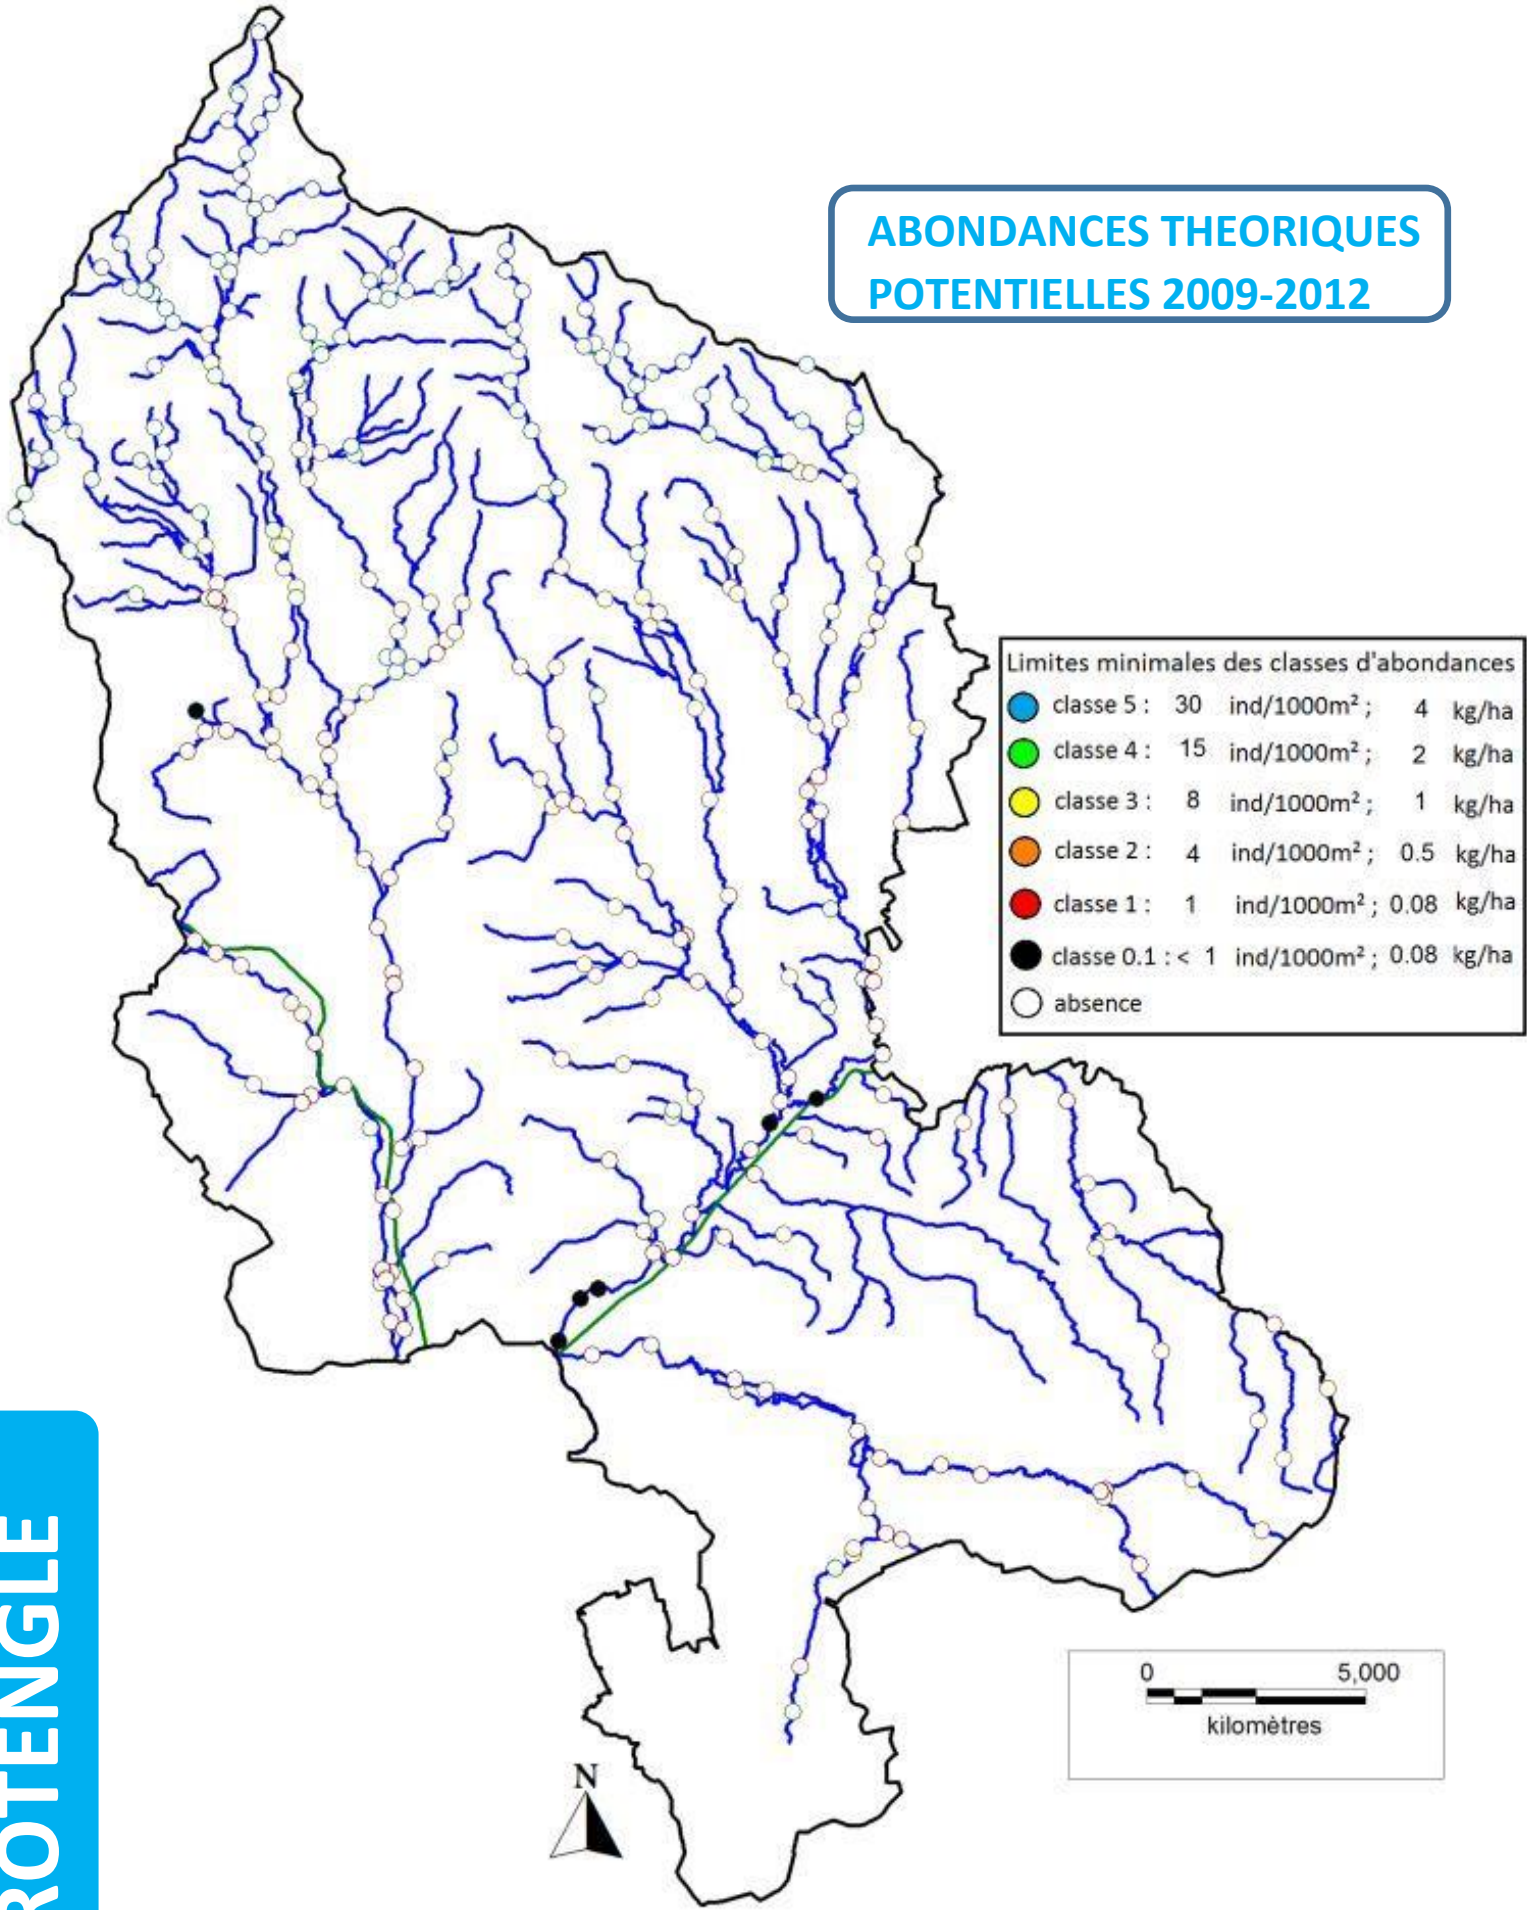 ABONDANCES THEORIQUES
POTENTIELLES 2009-2012
Limites minimales des classes d'abondances
classe 5 : 30 ind/1000m² ; 4 kg/ha
classe 4 : 15 ind/1000m² ; 2 kg/ha
classe 3 : 8 ind/1000m² ; 1 kg/ha
classe 2 : 4 ind/1000m² ; 0.5 kg/ha
classe 1 : 1 ind/1000m² ; 0.08 kg/ha
classe 0.1 : < 1 ind/1000m² ; 0.08 kg/ha
absence
ROTENGLE
0 5,000
kilomètres
N